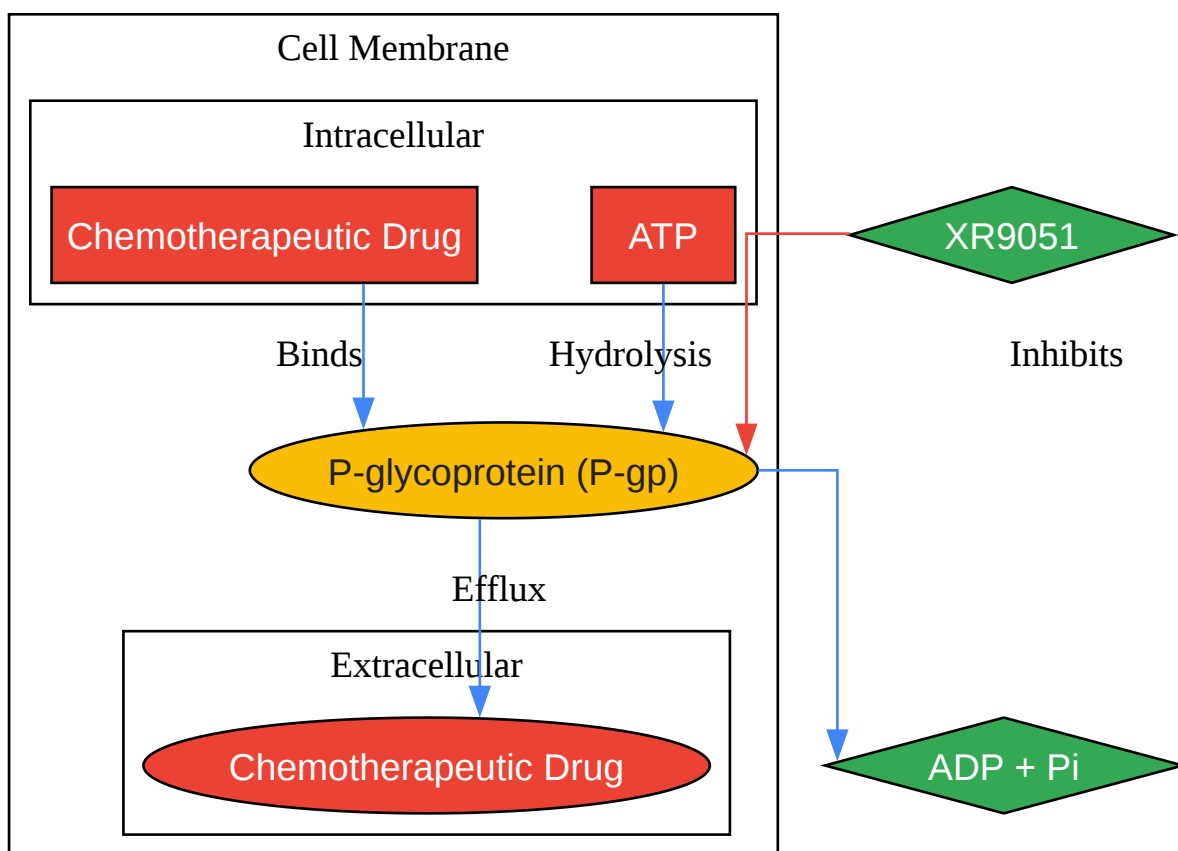 Cell Membrane
Intracellular
Chemotherapeutic Drug
ATP
XR9051
Binds
Hydrolysis
Inhibits
P-glycoprotein (P-gp)
Efflux
Extracellular
Chemotherapeutic Drug
ADP + Pi